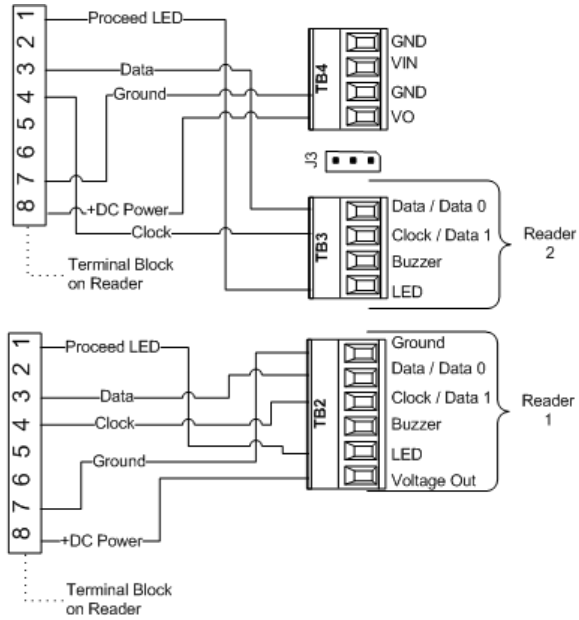 1
Proceed LED
2
3
Data
4
Ground
5
6
7
8
+DC Power
Clock
Terminal Block
on Reader
TB4
GND
VIN
GND
VO
J3
TB3
Data / Data 0
Clock / Data 1
Buzzer
LED
Reader
2
1
Proceed LED
2
3
Data
4
Clock
5
Ground
6
7
8
+DC Power
Terminal Block
on Reader
TB2
Ground
Data / Data 0
Clock / Data 1
Buzzer
LED
Voltage Out
Reader
1